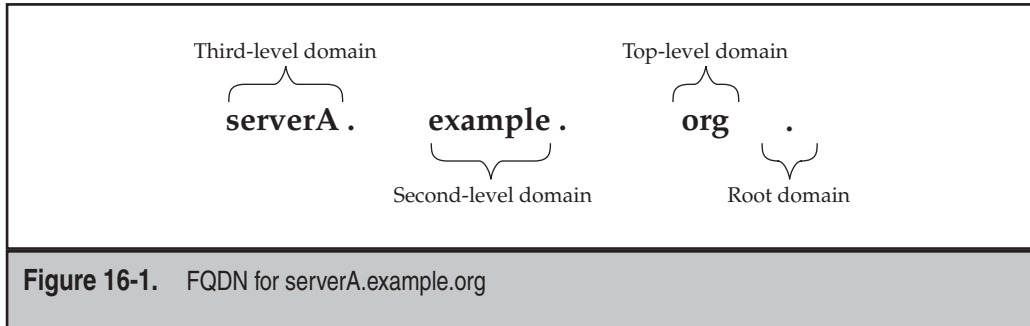 Third-level domain Top-level domain
serverA . example . org .
Second-level domain Root domain
Figure 16-1. FQDN for serverA.example.org